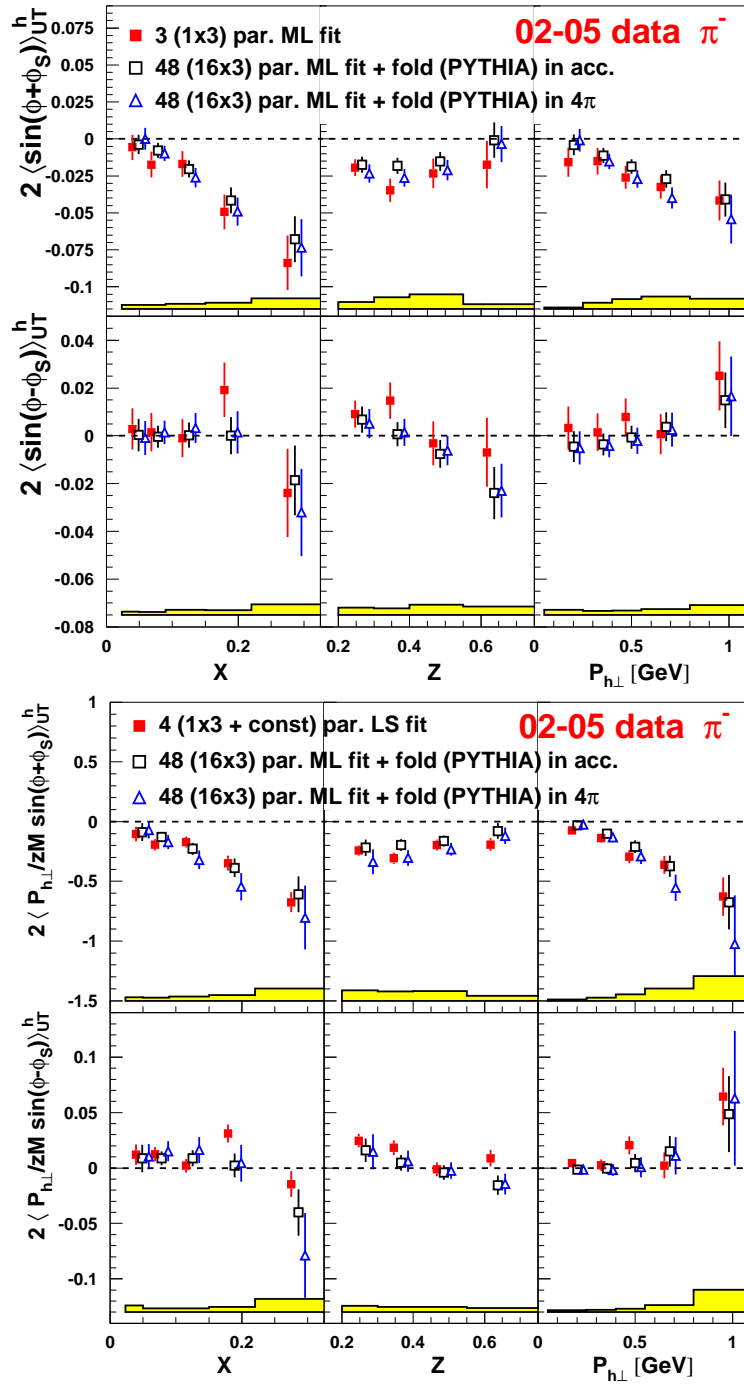 3 (1x3) par. ML fit
02-05 data π-
48 (16x3) par. ML fit + fold (PYTHIA) in acc.
48 (16x3) par. ML fit + fold (PYTHIA) in 4π
2 ⟨sin(φ+φS)⟩hUT
0.075
0.05
0.025
0
-0.025
-0.05
-0.075
-0.1
2 ⟨sin(φ-φS)⟩hUT
0.04
0.02
0
-0.02
-0.04
-0.06
-0.08
0 0.2 0.2 0.4 0.6 0 0.5 1
X Z Ph⊥ [GeV]
4 (1x3 + const) par. LS fit
02-05 data π-
48 (16x3) par. ML fit + fold (PYTHIA) in acc.
48 (16x3) par. ML fit + fold (PYTHIA) in 4π
2 ⟨ Ph⊥/zM sin(φ+φS)⟩hUT
1
0.5
0
-0.5
-1
-1.5
2 ⟨ Ph⊥/zM sin(φ-φS)⟩hUT
0.1
0.05
0
-0.05
-0.1
0 0.2 0.2 0.4 0.6 0 0.5 1
X Z Ph⊥ [GeV]